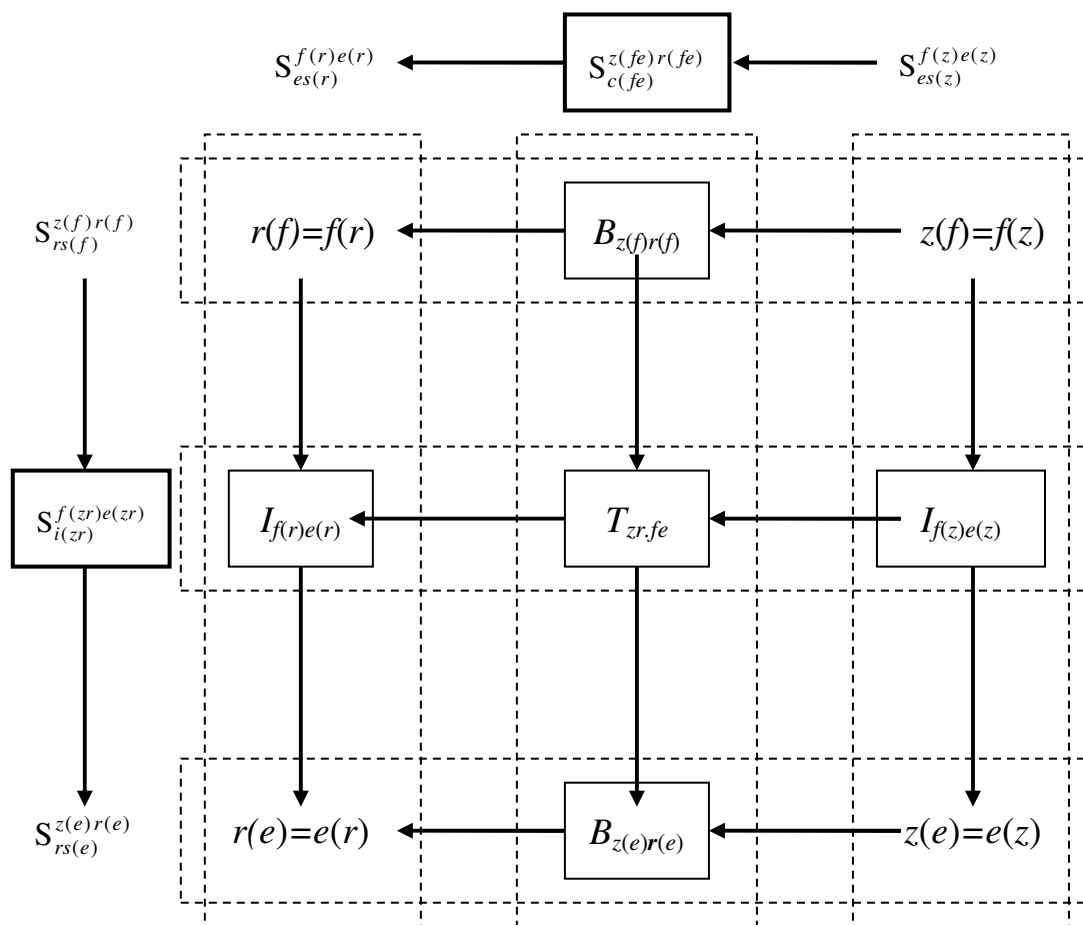 S_{es(r)}^{f(r)e(r)} S_{c(fe)}^{z(fe)r(fe)} S_{es(z)}^{f(z)e(z)}
S_{rs(f)}^{z(f)r(f)} r(f)=f(r) B_{z(f)r(f)} z(f)=f(z)
S_{i(zr)}^{f(zr)e(zr)} I_{f(r)e(r)} T_{zr.fe} I_{f(z)e(z)}
S_{rs(e)}^{z(e)r(e)} r(e)=e(r) B_{z(e)r(e)} z(e)=e(z)